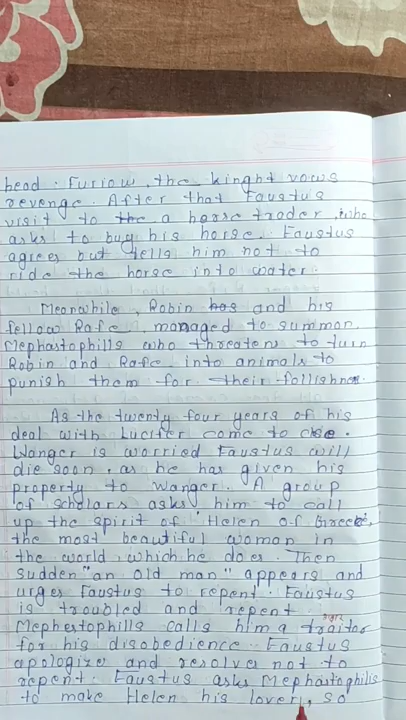 head. Furiow, the kinght vows
revenge. After that Faustus
visit to the a horse trader, who
asks to buy his horse. Faustus
agrees but tells him not to
ride the horse into water.
Meanwhile, Robin has and his
fellow Rafe, managed to summon
Mephastophills who threatens to turn
Robin and Rafe into animals to
punish them for their follishness.
As the twenty four years of his
deal with Lucifer come to close.
Wanger is worried Faustus will
die soon, as he has given his
property to Wanger. A group
of scholars asks him to call
up the spirit of "Helen of Greece",
the most beautiful woman in
the world, which he does. Then
sudden "an old man" appears and
urges Faustus to repent. Faustus
is troubled and repent.
Mephestophills calls him a traitor
for his disobedience. Faustus
apologize and resolve not to
repent. Faustus asks Mephastophilis
to make Helen his lover, so